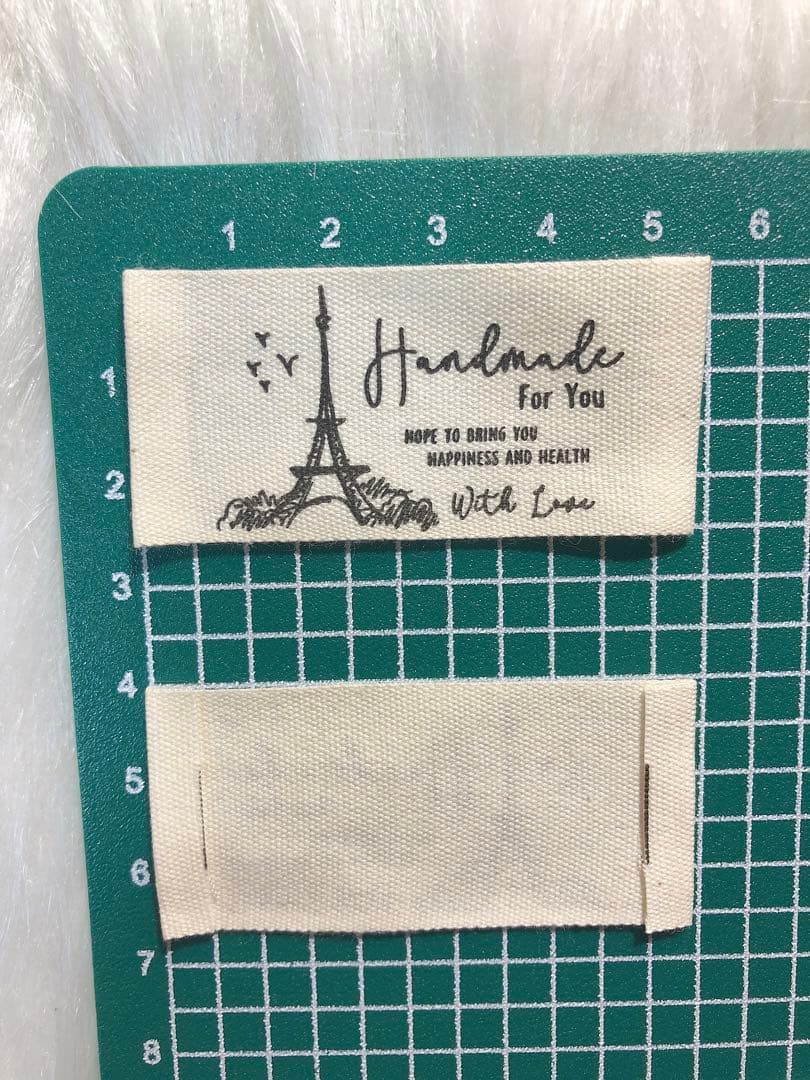 1 2 3 4 5 6
Handmade
For You
1
HOPE TO BRING YOU
HAPPINESS AND HEALTH
2
With Love
3
4
5
6
7
8